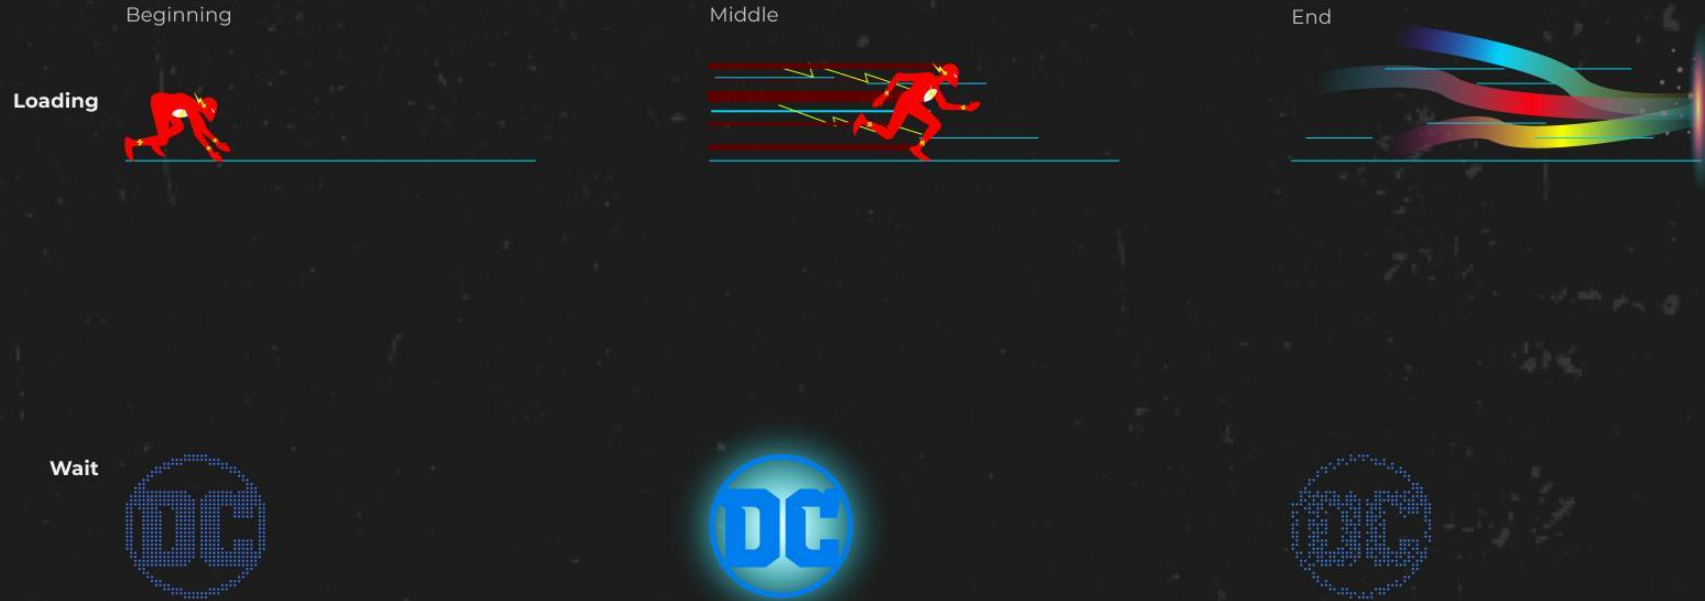 Beginning
Middle
End
Loading
Wait
DC
DC
DC